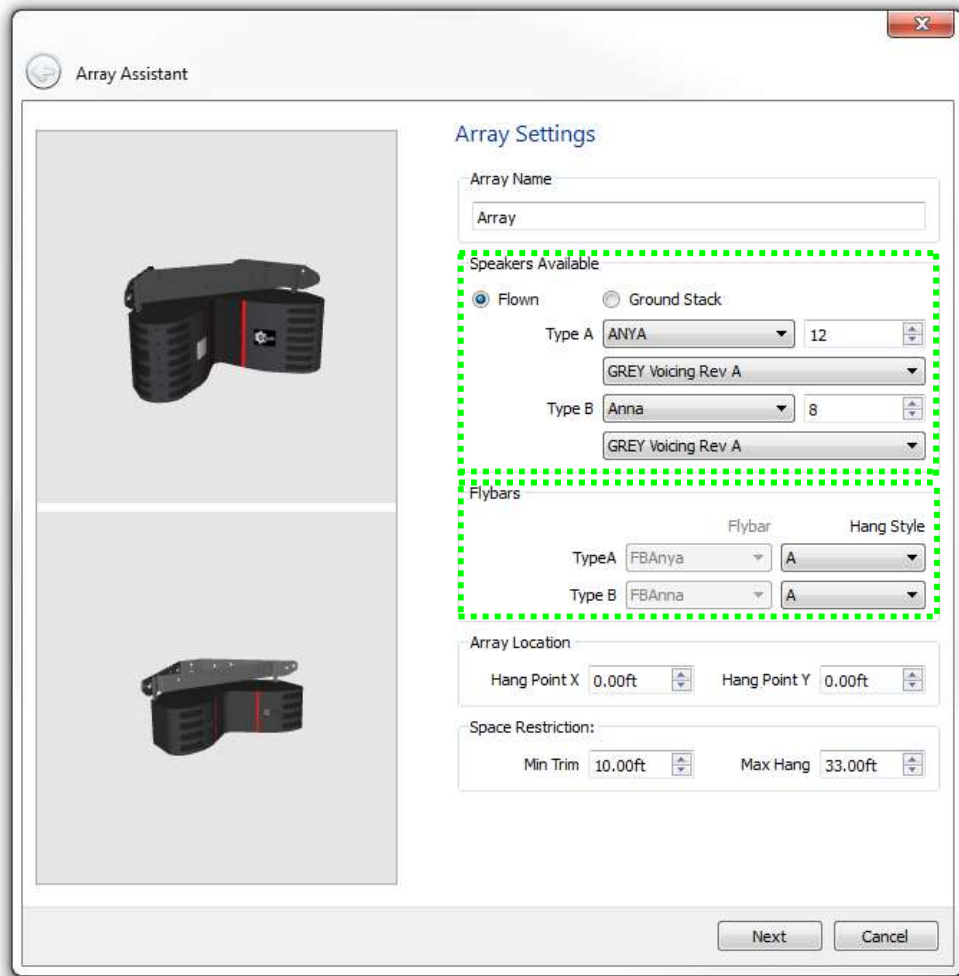 Array Assistant
Array Settings
Array Name
Array
Speakers Available
Flown Ground Stack
Type A ANYA 12
GREY Voicing Rev A
Type B Anna 8
GREY Voicing Rev A
Flybars
Flybar Hang Style
TypeA FBAnya A
Type B FBAnna A
Array Location
Hang Point X 0.00ft Hang Point Y 0.00ft
Space Restriction:
Min Trim 10.00ft Max Hang 33.00ft
Next Cancel